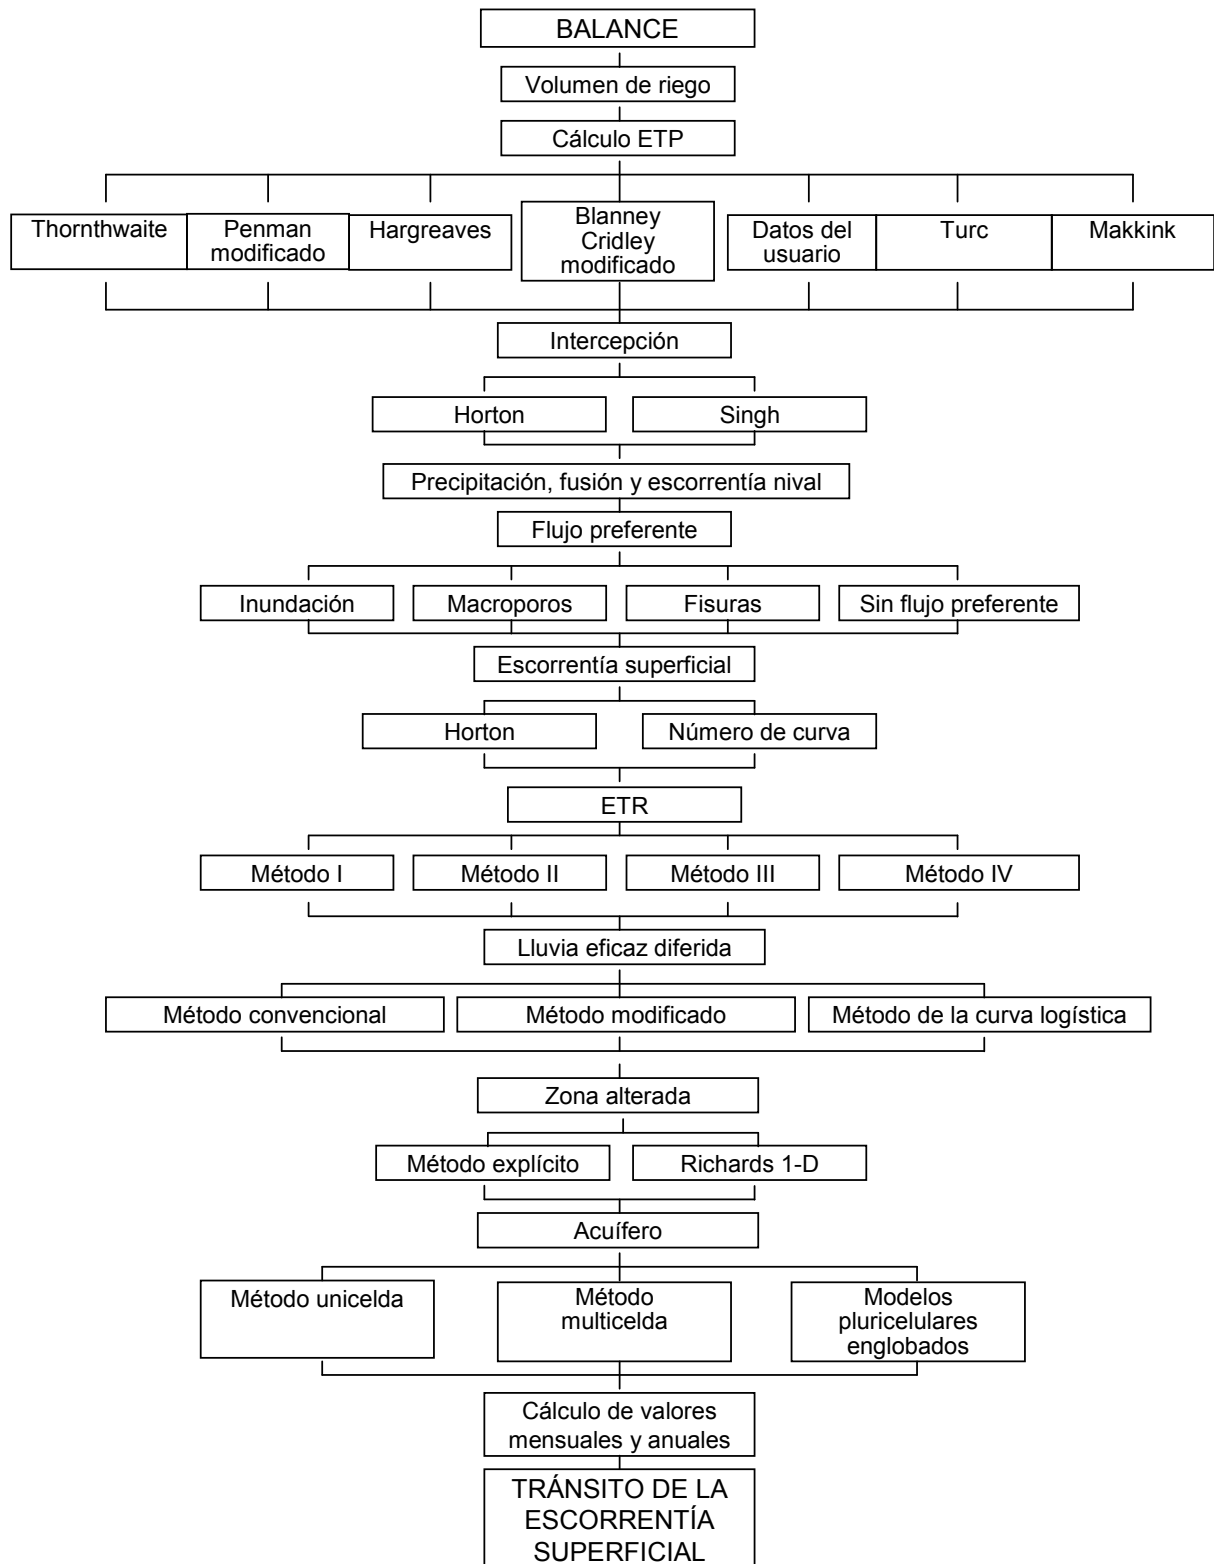 BALANCE
Volumen de riego
Cálculo ETP
Thornthwaite
Penman
modificado
Hargreaves
Blanney
Cridley
modificado
Datos del
usuario
Turc
Makkink
Intercepción
Horton
Singh
Precipitación, fusión y escorrentía nival
Flujo preferente
Inundación
Macroporos
Fisuras
Sin flujo preferente
Escorrentía superficial
Horton
Número de curva
ETR
Método I
Método II
Método III
Método IV
Lluvia eficaz diferida
Método convencional
Método modificado
Método de la curva logística
Zona alterada
Método explícito
Richards 1-D
Acuífero
Método unicelda
Método
multicelda
Modelos
pluricelulares
englobados
Cálculo de valores
mensuales y anuales
TRÁNSITO DE LA
ESCORRENTÍA
SUPERFICIAL